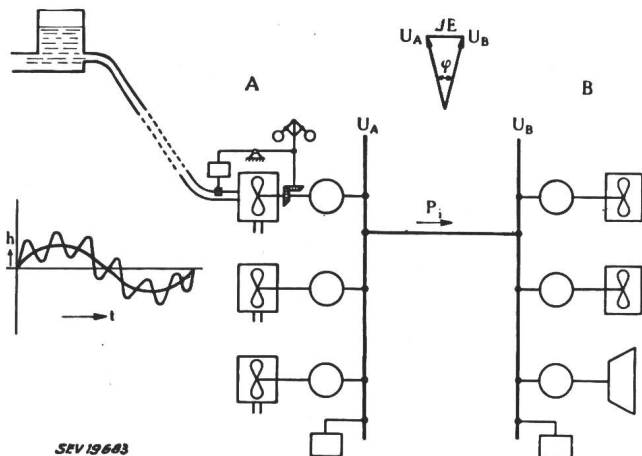 ΔE
U_A U_B
φ
A
B
U_A
U_B
P_i
h
t
SEV 19683